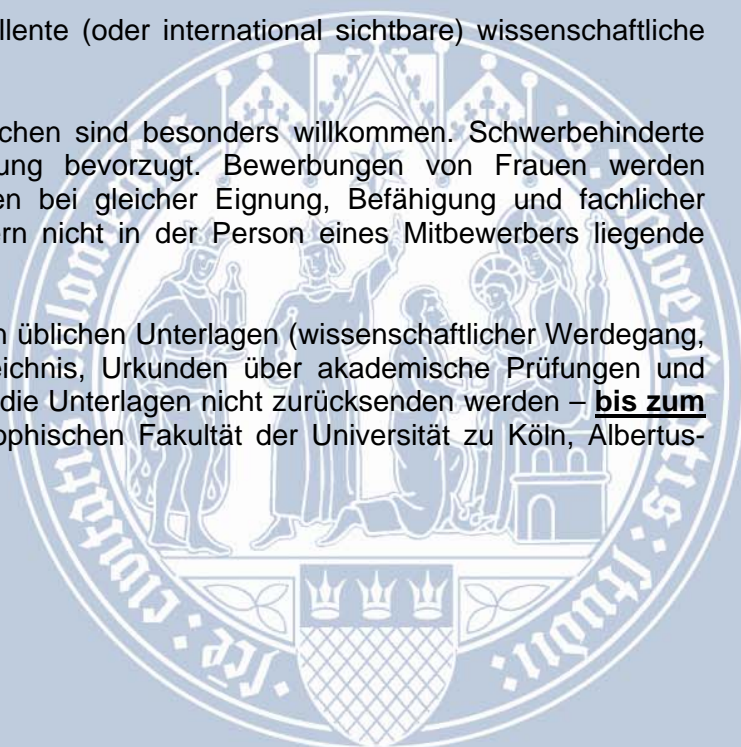 llente (oder international sichtbare) wissenschaftliche
chen sind besonders willkommen. Schwerbehinderte
ung bevorzugt. Bewerbungen von Frauen werden
en bei gleicher Eignung, Befähigung und fachlicher
ern nicht in der Person eines Mitbewerbers liegende
n üblichen Unterlagen (wissenschaftlicher Werdegang,
eichnis, Urkunden über akademische Prüfungen und
die Unterlagen nicht zurücksenden werden – bis zum
ophischen Fakultät der Universität zu Köln, Albertus-